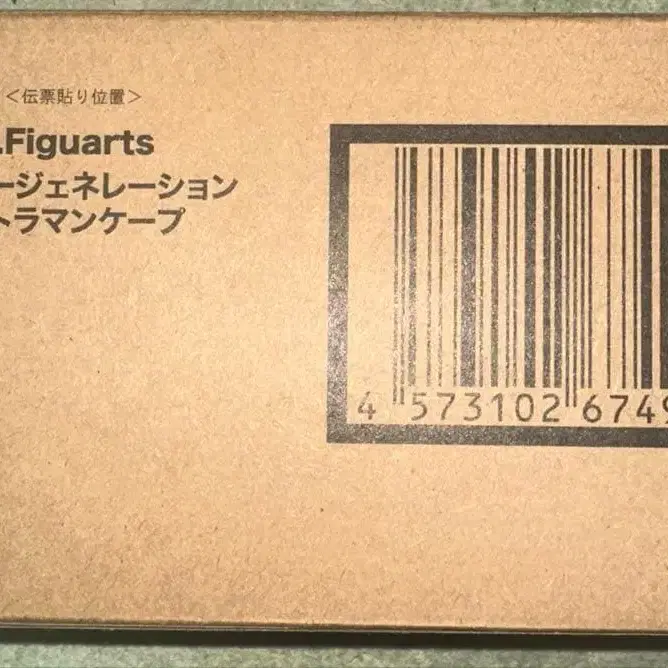 <伝票貼り位置>
.Figuarts
ージェネレーション
トラマンケープ
4 573102 6749